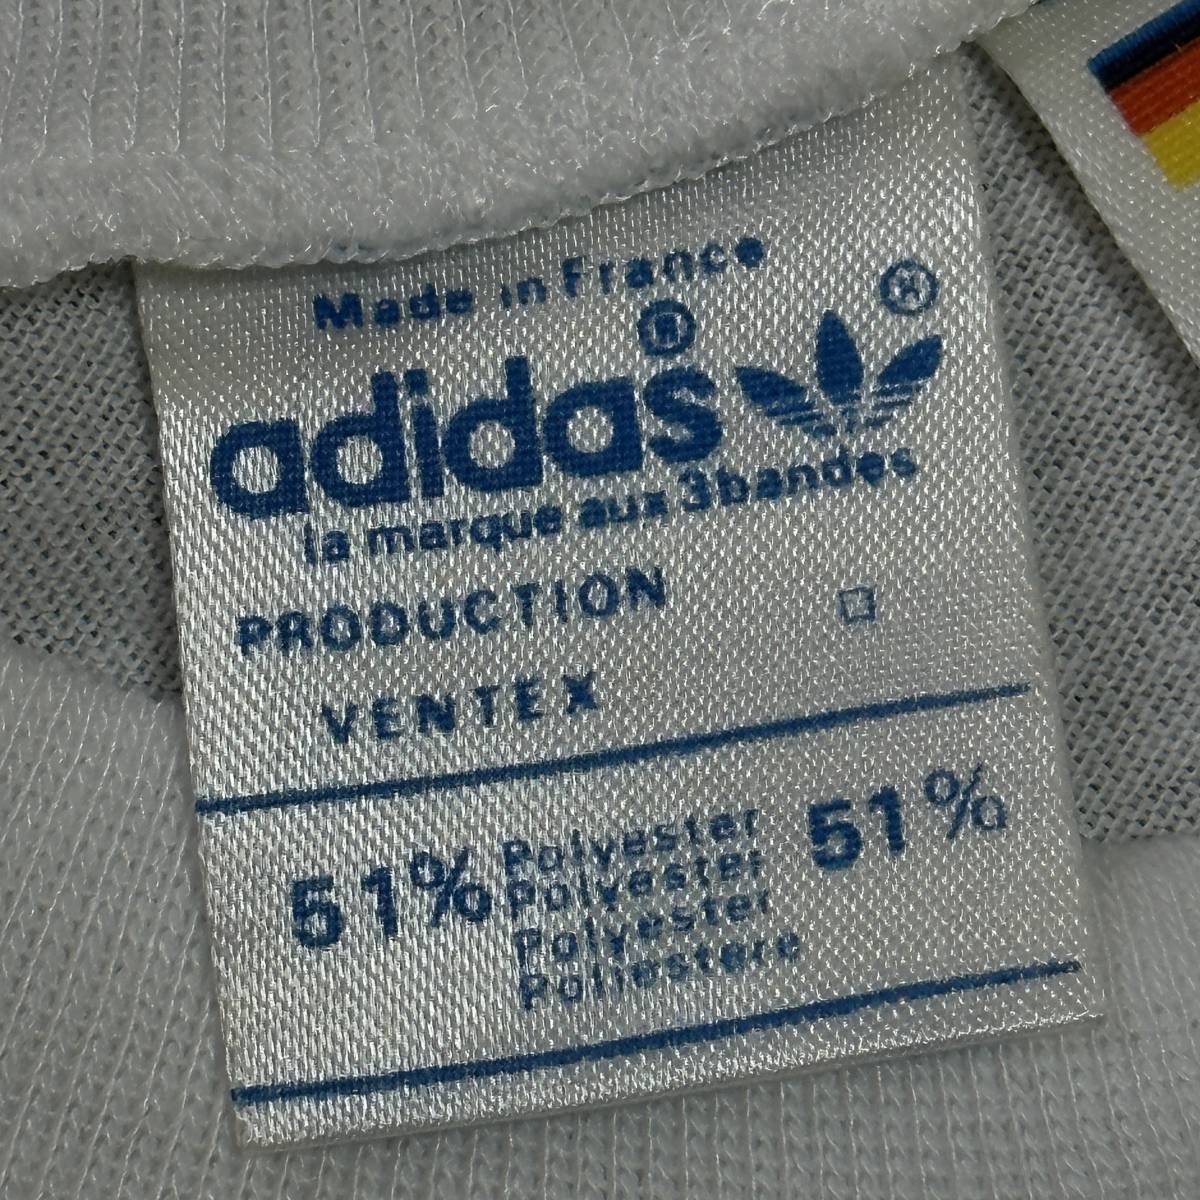 Made in France
adidas ®
®
la marque aux 3 bandes
PRODUCTION
VENTEX
51% Polyester 51%
Polyester
Polyester
Poliestere